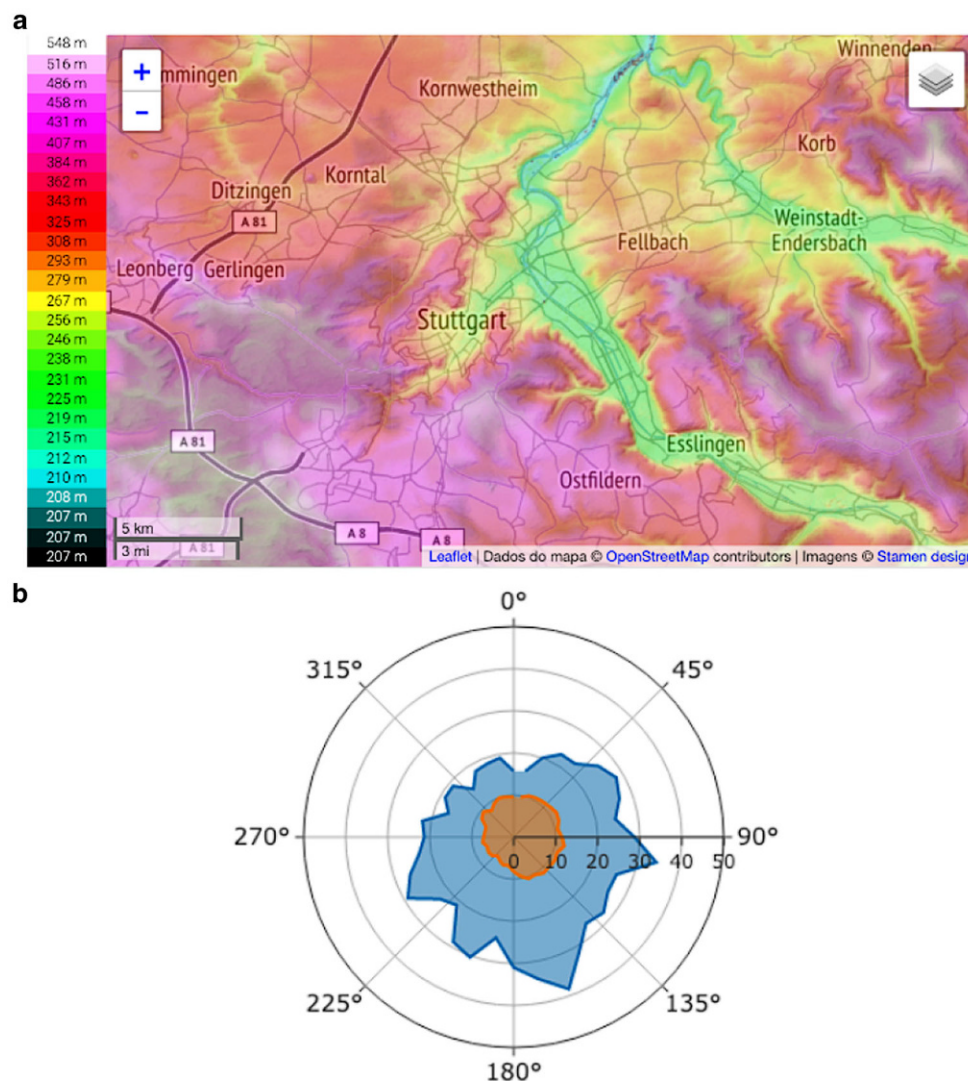 a
548 m
516 m
486 m
458 m
431 m
407 m
384 m
362 m
343 m
325 m
308 m
293 m
279 m
267 m
256 m
246 m
238 m
231 m
225 m
219 m
215 m
212 m
210 m
208 m
207 m
207 m
207 m
+
−
Winnenden
mmingen
Kornwestheim
Korb
Korntal
Ditzingen
A 81
Weinstadt-
Endersbach
Fellbach
Leonberg Gerlingen
Stuttgart
A 81
Esslingen
Ostfildern
5 km
3 mi
A 81
A 8
A 8
Leaflet | Dados do mapa © OpenStreetMap contributors | Imagens © Stamen design
b
0°
315°
45°
270°
90°
0 10 20 30 40 50
225°
135°
180°